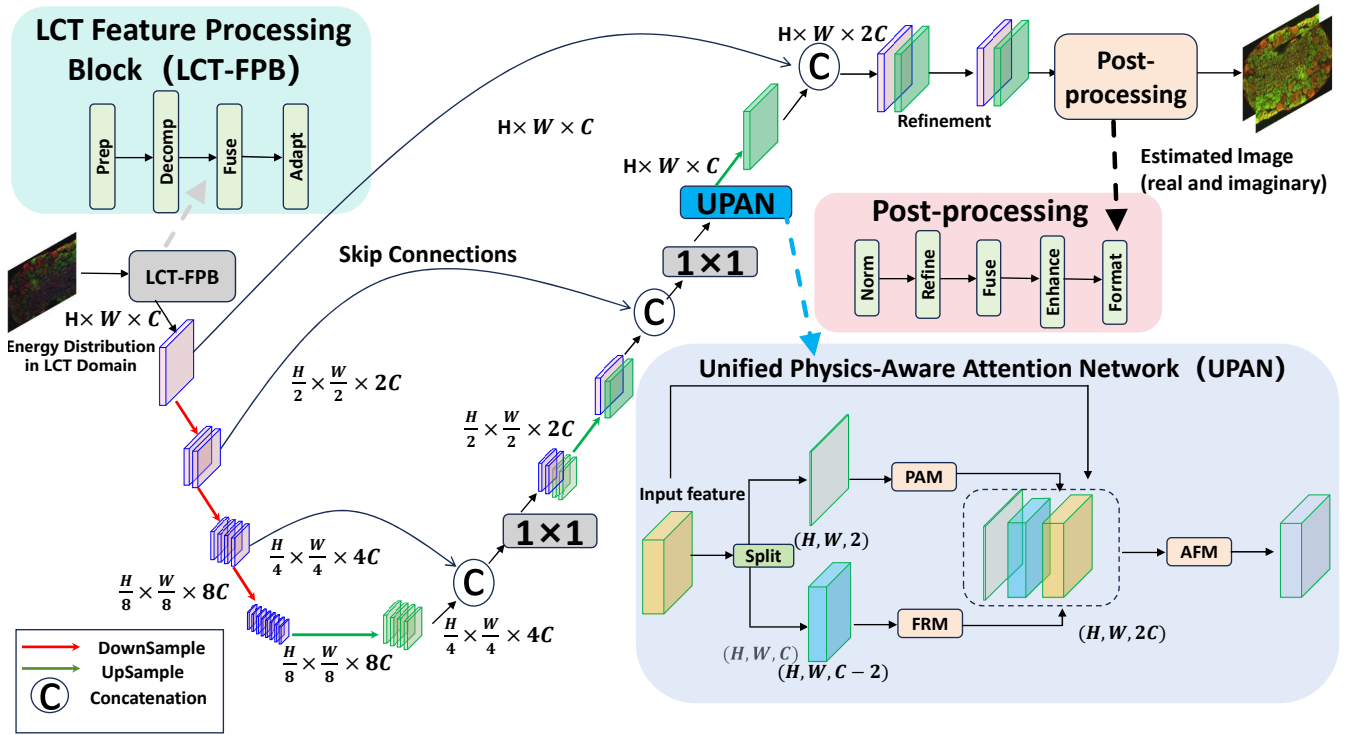 LCT Feature Processing
Block（LCT-FPB）
Prep
Decomp
Fuse
Adapt
LCT-FPB
H× W × C
Energy Distribution
in LCT Domain
H× W × C
Skip Connections
H/2 × W/2 × 2C
H/4 × W/4 × 4C
H/8 × W/8 × 8C
H/8 × W/8 × 8C
C
H/4 × W/4 × 4C
1×1
H/2 × W/2 × 2C
C
1×1
UPAN
H× W × C
C
H× W × 2C
Refinement
Post-
processing
Estimated Image
(real and imaginary)
Post-processing
Norm
Refine
Fuse
Enhance
Format
Unified Physics-Aware Attention Network（UPAN）
Input feature
Split
(H, W, 2)
PAM
(H, W, C)
(H, W, C − 2)
FRM
(H, W, 2C)
AFM
DownSample
UpSample
C Concatenation